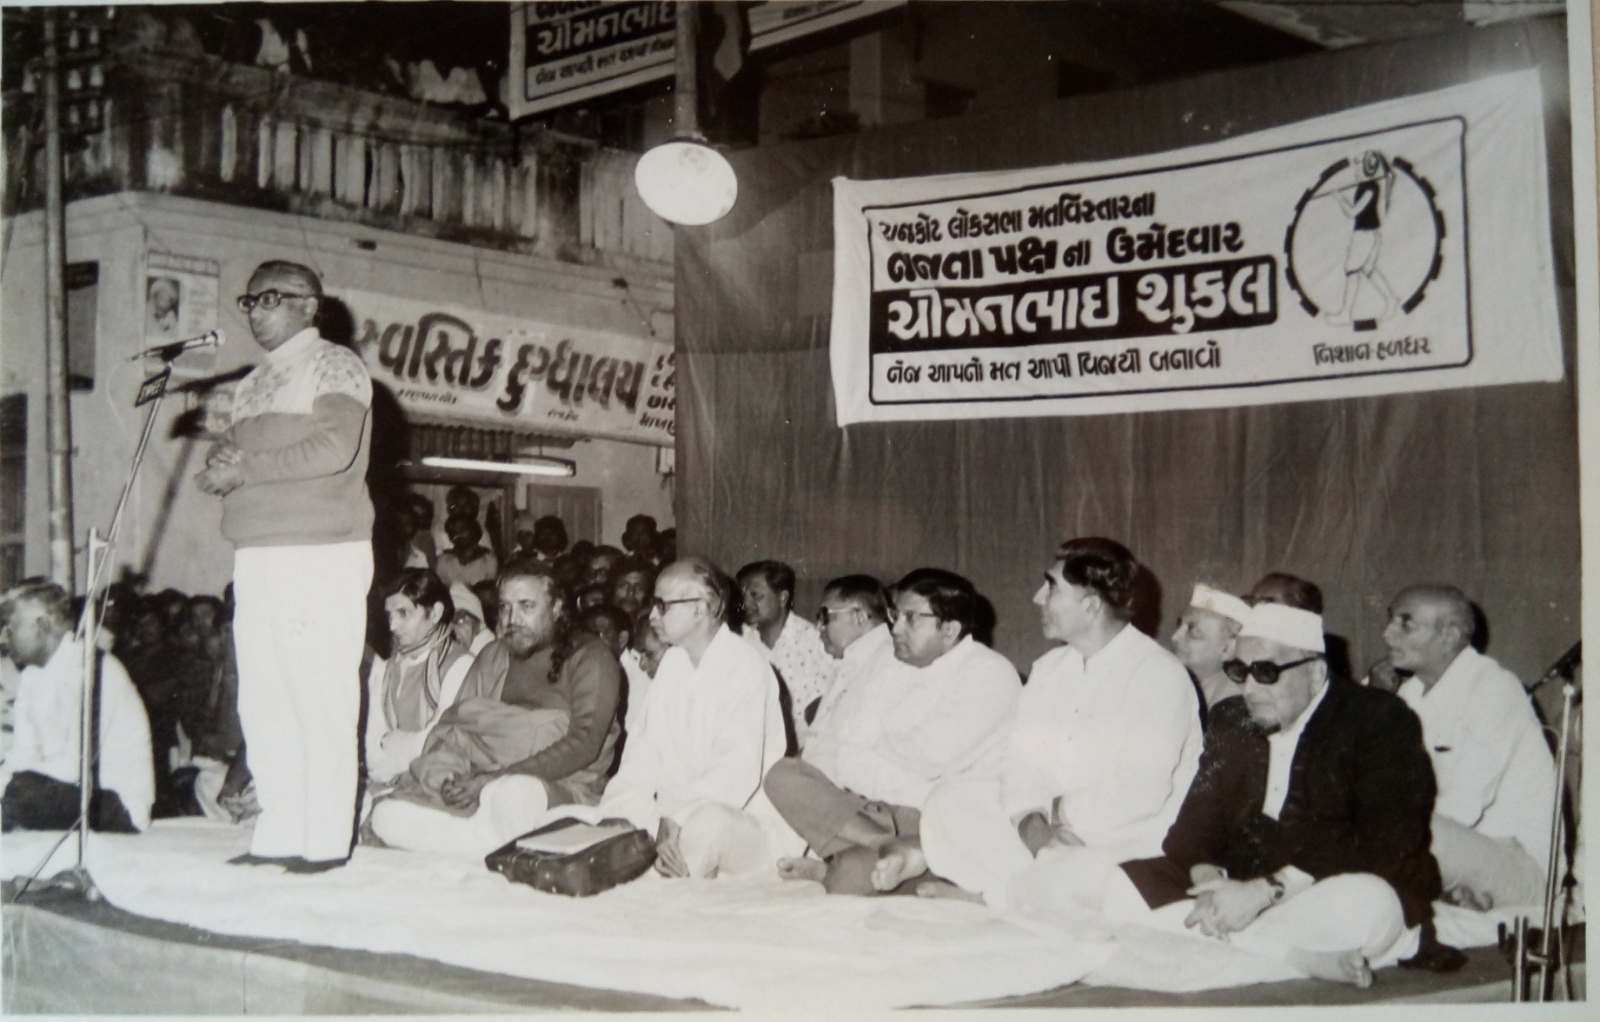 ચીમનભાઇ
રાજકોટ લોકસભા મતવિસ્તારના
જનતા પક્ષ ના ઉમેદવાર
ચીમનભાઇ શુકલ
ને જ આપનો મત આપી વિજયી બનાવો
નિશાન હળધર
સ્વસ્તિક દુગ્ધાલય